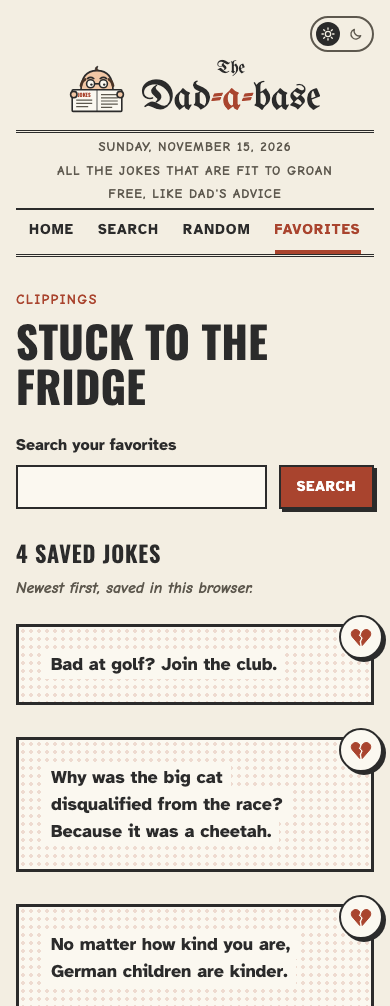 JOKES
The
Dad-a-base
SUNDAY, NOVEMBER 15, 2026
ALL THE JOKES THAT ARE FIT TO GROAN
FREE, LIKE DAD'S ADVICE
HOME SEARCH RANDOM FAVORITES
CLIPPINGS
STUCK TO THE
FRIDGE
Search your favorites
SEARCH
4 SAVED JOKES
Newest first, saved in this browser.
Bad at golf? Join the club.
Why was the big cat
disqualified from the race?
Because it was a cheetah.
No matter how kind you are,
German children are kinder.